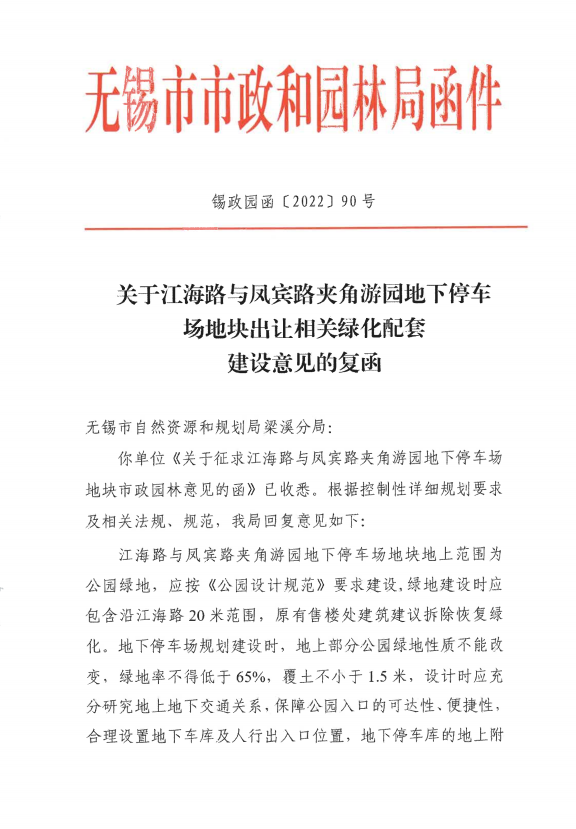 无锡市市政和园林局函件
锡政园函〔2022〕90号
关于江海路与凤宾路夹角游园地下停车
场地块出让相关绿化配套
建设意见的复函
无锡市自然资源和规划局梁溪分局：
你单位《关于征求江海路与凤宾路夹角游园地下停车场
地块市政园林意见的函》已收悉。根据控制性详细规划要求
及相关法规、规范，我局回复意见如下：
江海路与凤宾路夹角游园地下停车场地块地上范围为
公园绿地，应按《公园设计规范》要求建设,绿地建设时应
包含沿江海路20米范围，原有售楼处建筑建议拆除恢复绿
化。地下停车场规划建设时，地上部分公园绿地性质不能改
变，绿地率不得低于65%，覆土不小于1.5米，设计时应充
分研究地上地下交通关系,保障公园入口的可达性、便捷性，
合理设置地下车库及人行出入口位置，地下停车库的地上附